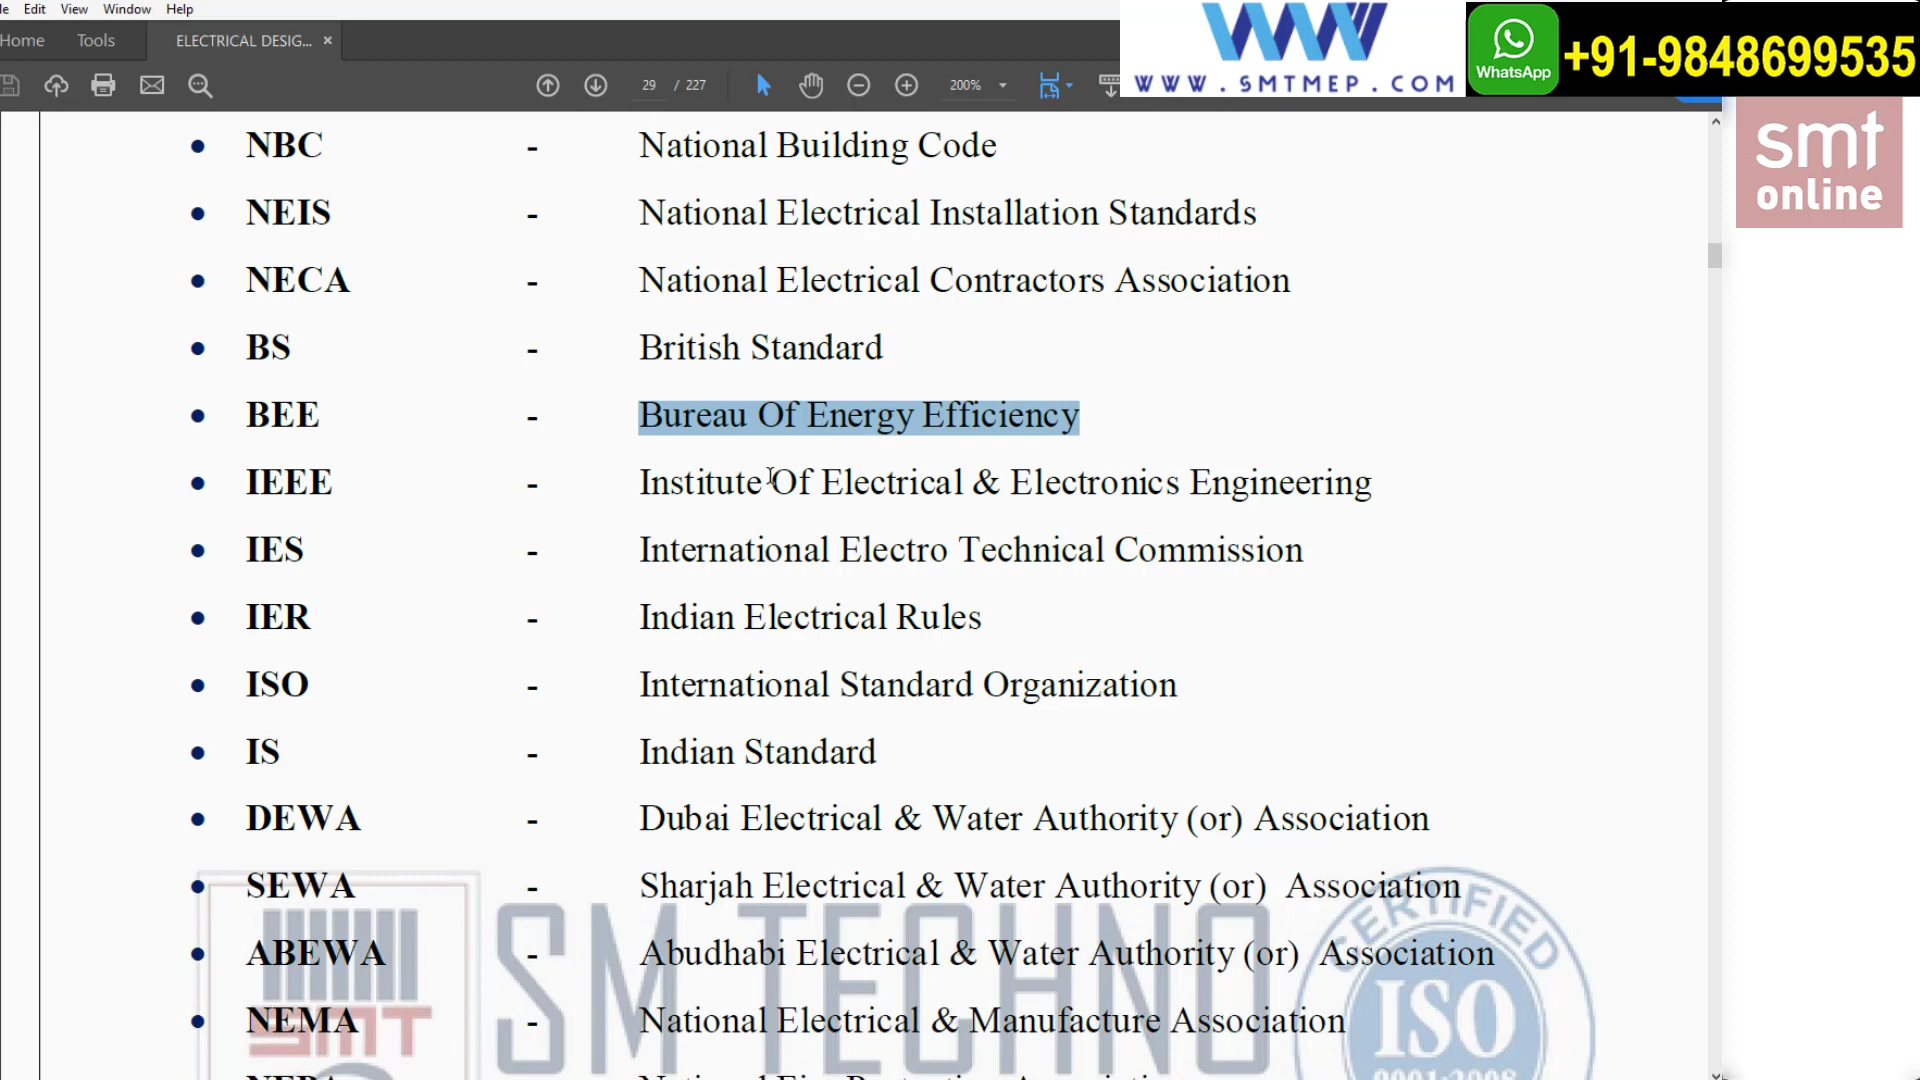 Edit View Window Help
Home Tools ELECTRICAL DESIG... ×
29 / 227 200%
WWW.SMTMEP.COM
WhatsApp +91-9848699535
smt
online
• NBC - National Building Code
• NEIS - National Electrical Installation Standards
• NECA - National Electrical Contractors Association
• BS - British Standard
• BEE - Bureau Of Energy Efficiency
• IEEE - Institute Of Electrical & Electronics Engineering
• IES - International Electro Technical Commission
• IER - Indian Electrical Rules
• ISO - International Standard Organization
• IS - Indian Standard
• DEWA - Dubai Electrical & Water Authority (or) Association
• SEWA - Sharjah Electrical & Water Authority (or) Association
• ABEWA - Abudhabi Electrical & Water Authority (or) Association
• NEMA - National Electrical & Manufacture Association
SMT
SM TECHNO
CERTIFIED
ISO